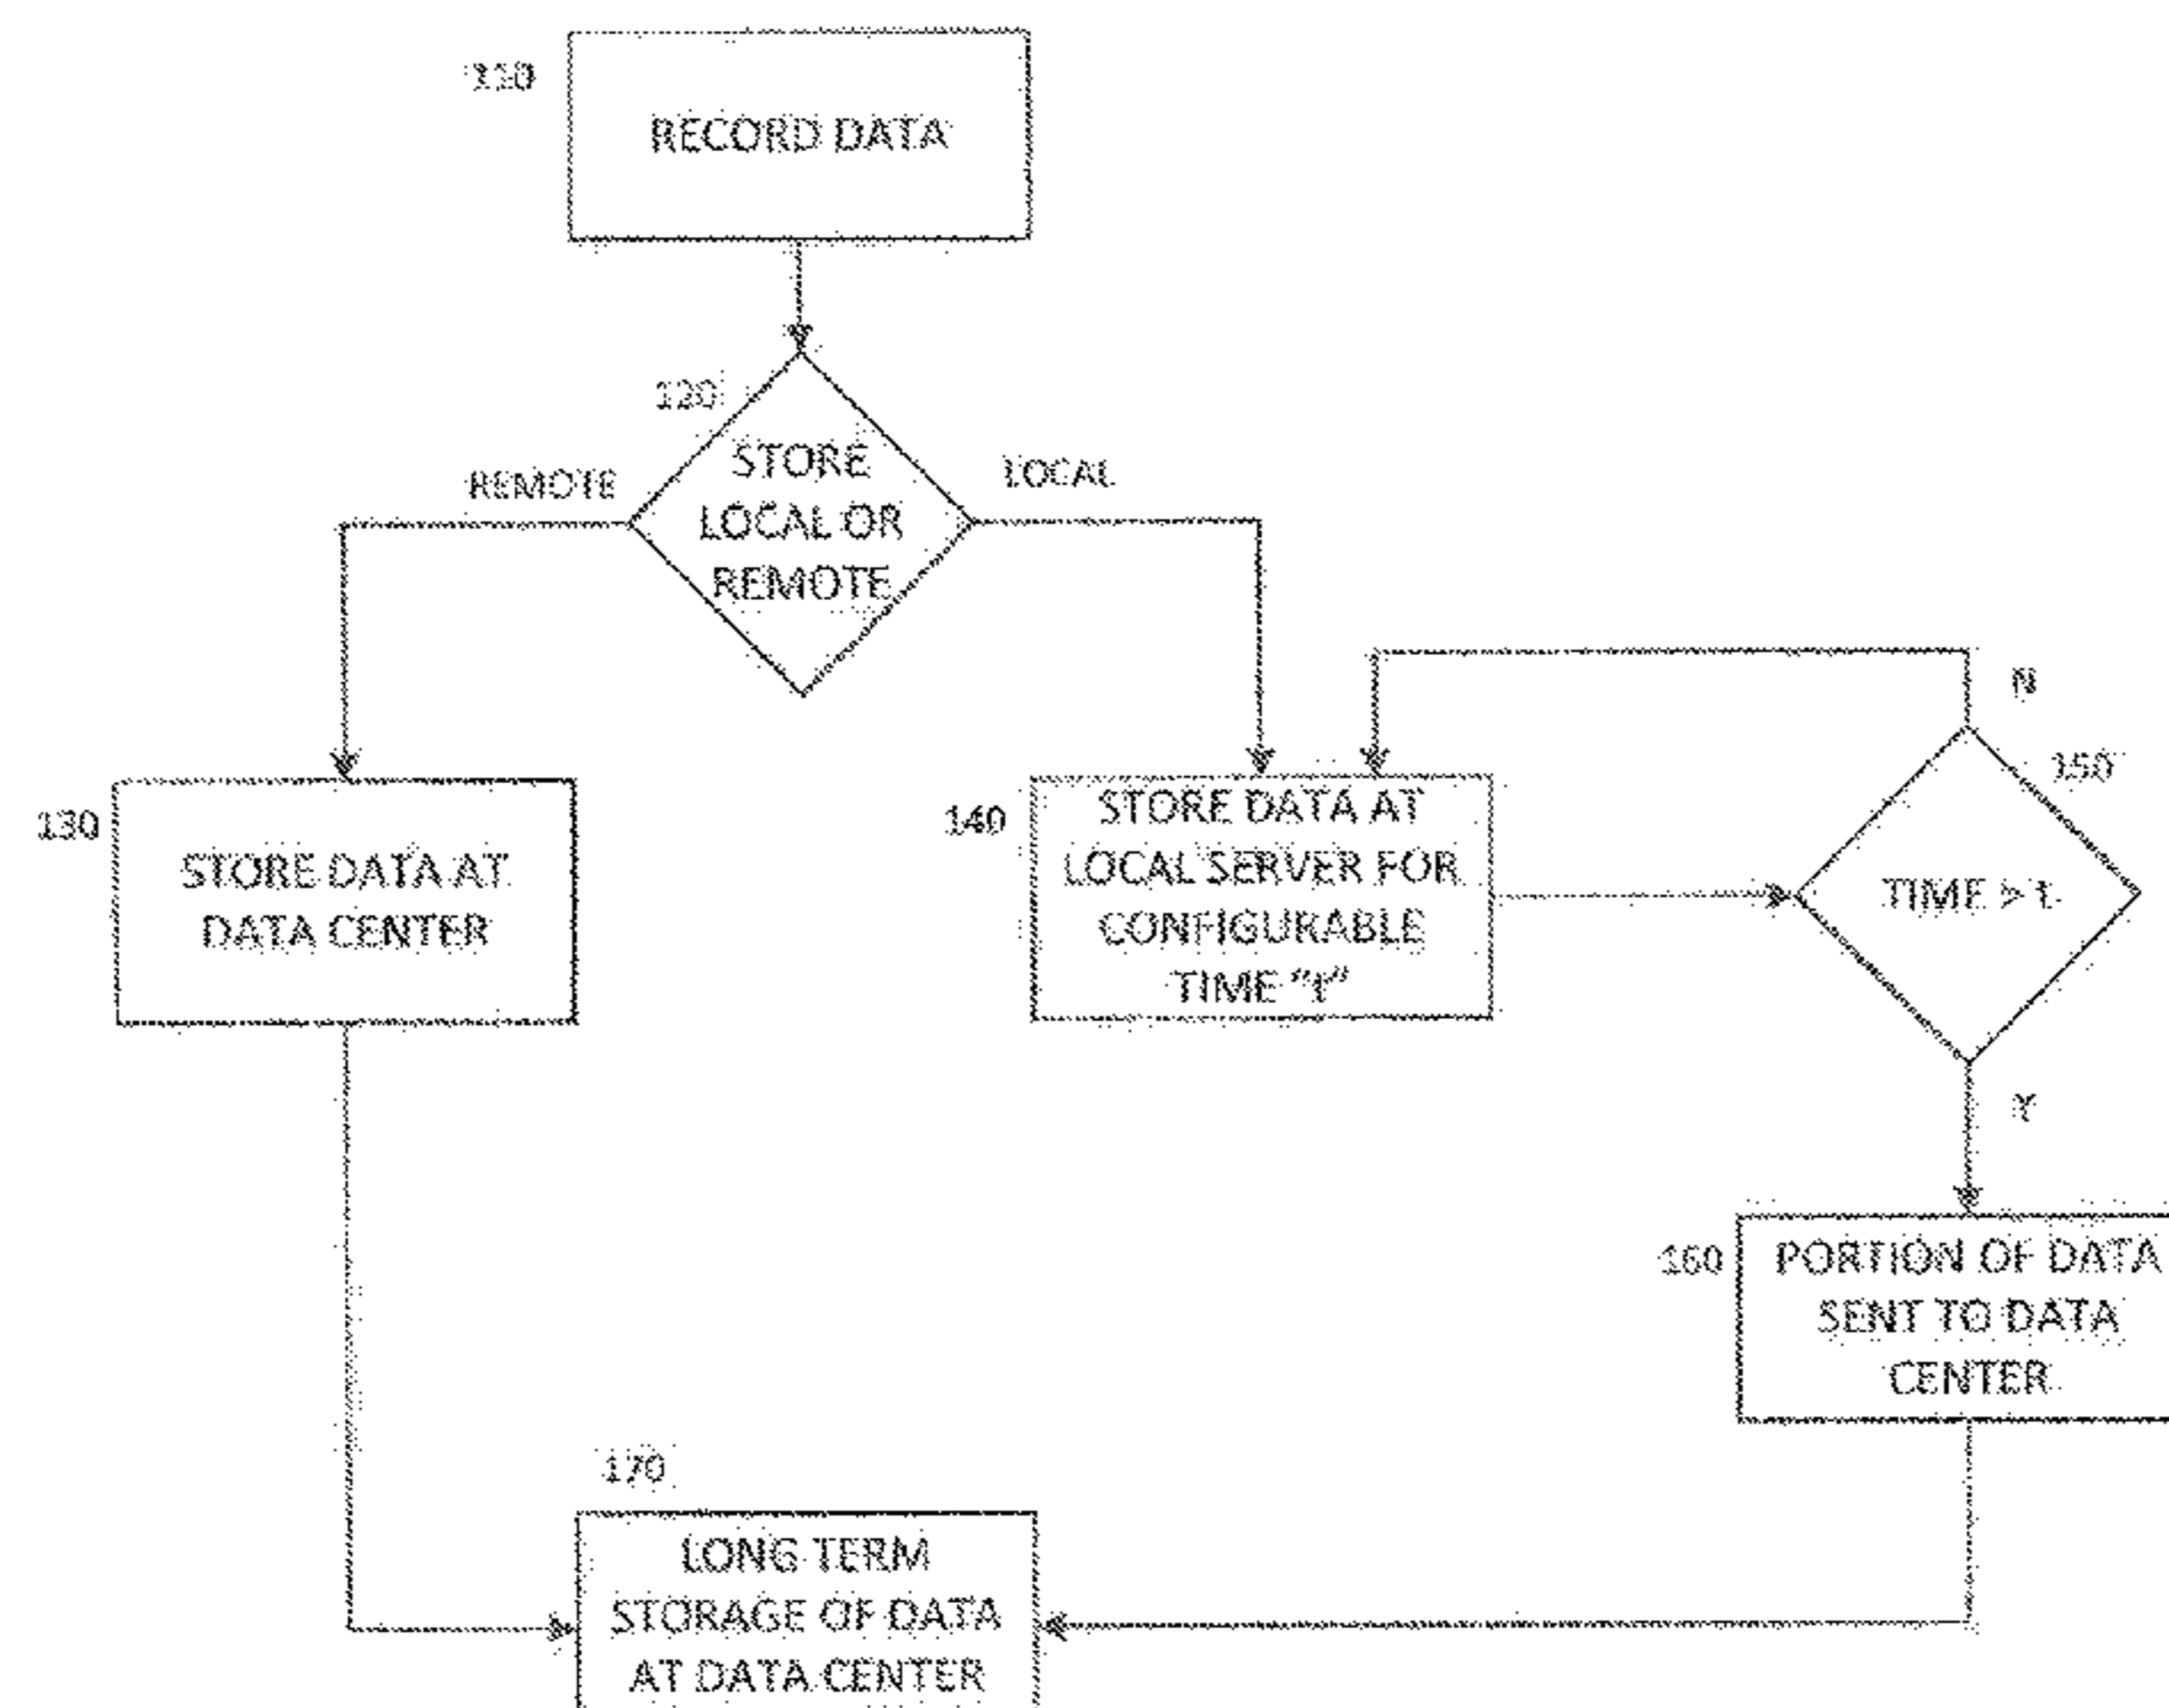 110
RECORD DATA
120
STORE
LOCAL OR
REMOTE
REMOTE
LOCAL
N
130
STORE DATA AT
DATA CENTER
140
STORE DATA AT
LOCAL SERVER FOR
CONFIGURABLE
TIME "t"
150
TIME > t
Y
160
PORTION OF DATA
SENT TO DATA
CENTER
170
LONG TERM
STORAGE OF DATA
AT DATA CENTER